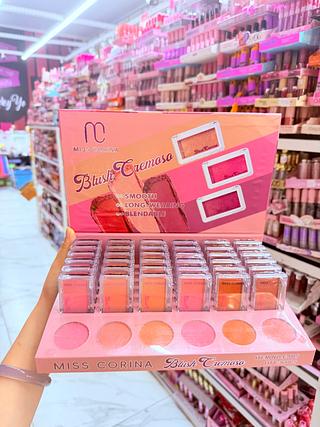 MISS CORINA
Blush Cremoso
SMOOTH
LONG WEARING
BLENDABLE
MISS CORINA
Blush Cremoso